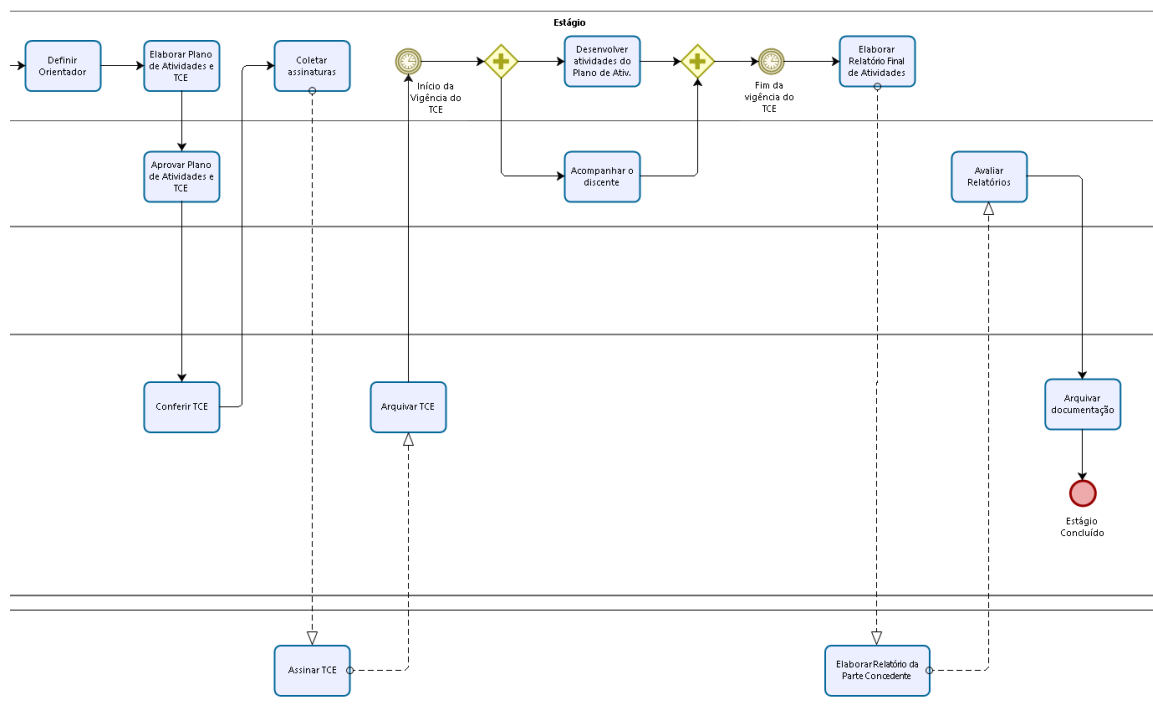 Estágio
Definir
Orientador
Elaborar Plano
de Atividades e
TCE
Coletar
assinaturas
Início da
Vigência do
TCE
Desenvolver
atividades do
Plano de Ativ.
Fim da
vigência do
TCE
Elaborar
Relatório Final
de Atividades
Aprovar Plano
de Atividades e
TCE
Acompanhar o
discente
Avaliar
Relatórios
Conferir TCE
Arquivar TCE
Arquivar
documentação
Estágio
Concluído
Assinar TCE
Elaborar Relatório da
Parte Concedente